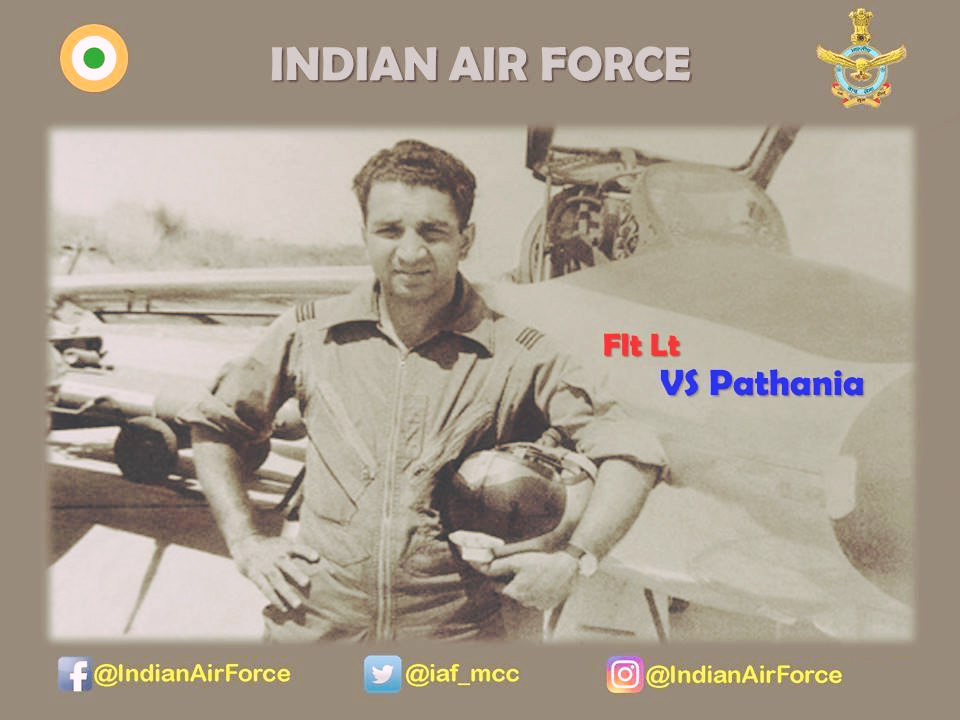 INDIAN AIR FORCE
Flt Lt
VS Pathania
@IndianAirForce
@iaf_mcc
@IndianAirForce